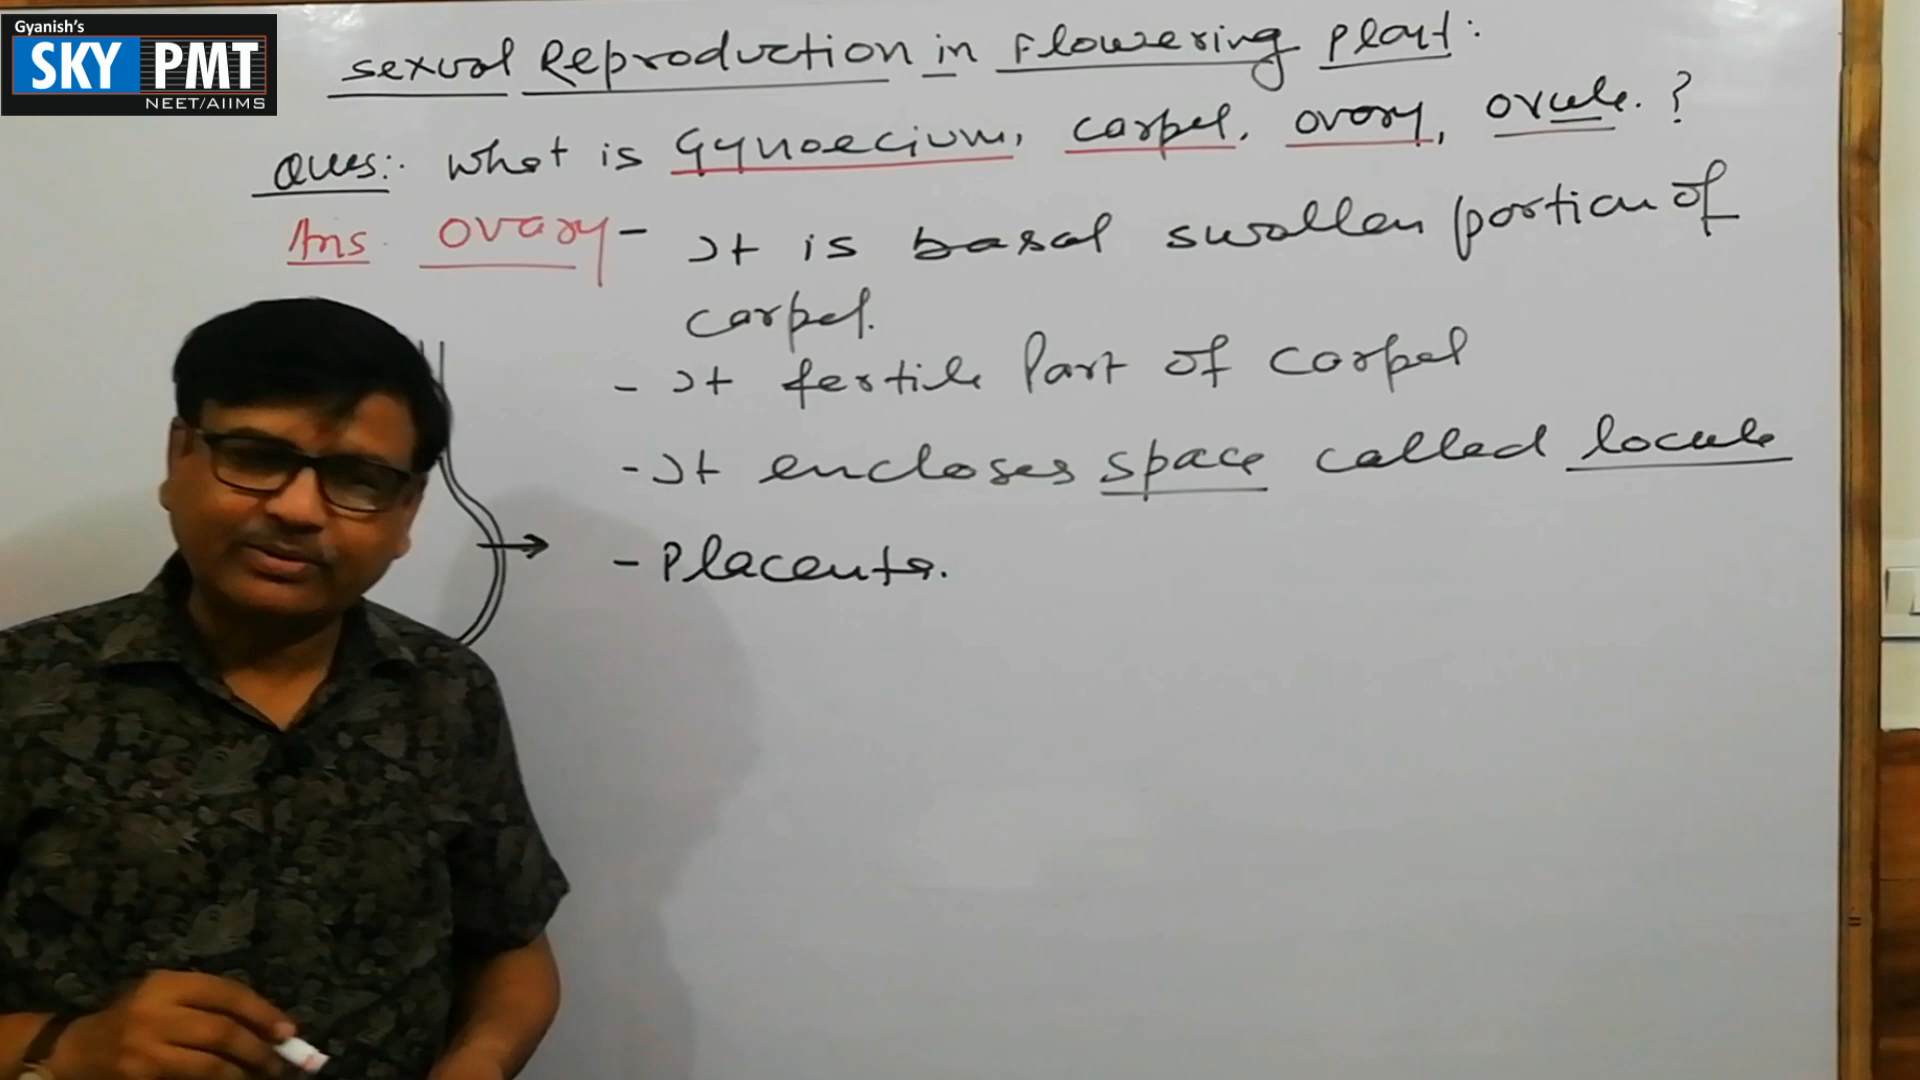 Gyanish's
SKY PMT
NEET/AIIMS
Sexual Reproduction in Flowering Plant:
Ques:. What is Gynoecium, carpel, ovary, ovule. ?
Ans. ovary - It is basal swollen portion of
carpel.
- It fertile Part of carpel
- It encloses space called locule
- Placenta.